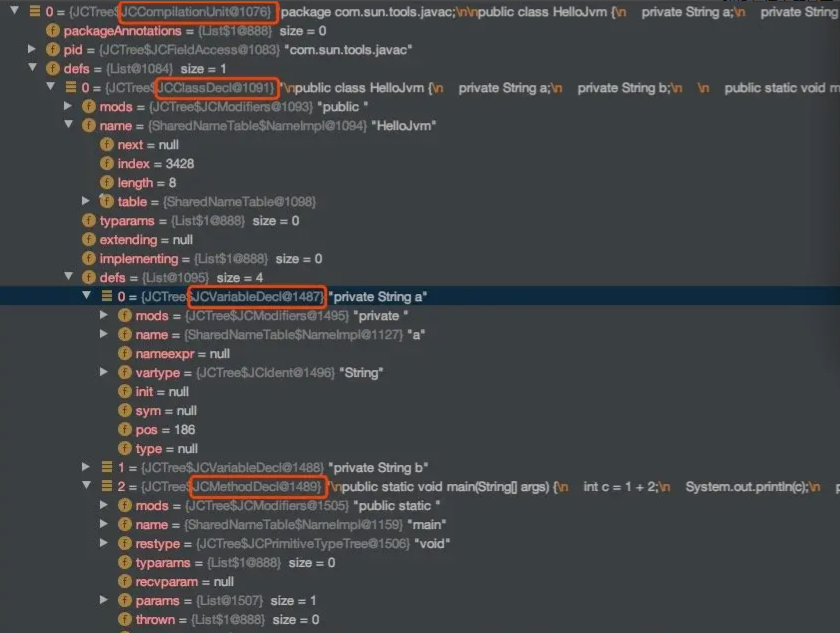 0 = {JCTree$JCCompilationUnit@1076} "package com.sun.tools.javac;\n\npublic class HelloJvm {\n    private String a;\n    private String
packageAnnotations = {List$1@888}  size = 0
pid = {JCTree$JCFieldAccess@1083} "com.sun.tools.javac"
defs = {List@1084}  size = 1
0 = {JCTree$JCClassDecl@1091} "\npublic class HelloJvm {\n    private String a;\n    private String b;\n    \n    public static void m
mods = {JCTree$JCModifiers@1093} "public "
name = {SharedNameTable$NameImpl@1094} "HelloJvm"
next = null
index = 3428
length = 8
table = {SharedNameTable@1098}
typarams = {List$1@888}  size = 0
extending = null
implementing = {List$1@888}  size = 0
defs = {List@1095}  size = 4
0 = {JCTree$JCVariableDecl@1487} "private String a"
mods = {JCTree$JCModifiers@1495} "private "
name = {SharedNameTable$NameImpl@1127} "a"
nameexpr = null
vartype = {JCTree$JCIdent@1496} "String"
init = null
sym = null
pos = 186
type = null
1 = {JCTree$JCVariableDecl@1488} "private String b"
2 = {JCTree$JCMethodDecl@1489} "\npublic static void main(String[] args) {\n    int c = 1 + 2;\n    System.out.println(c);\n    p
mods = {JCTree$JCModifiers@1505} "public static "
name = {SharedNameTable$NameImpl@1159} "main"
restype = {JCTree$JCPrimitiveTypeTree@1506} "void"
typarams = {List$1@888}  size = 0
recvparam = null
params = {List@1507}  size = 1
thrown = {List$1@888}  size = 0